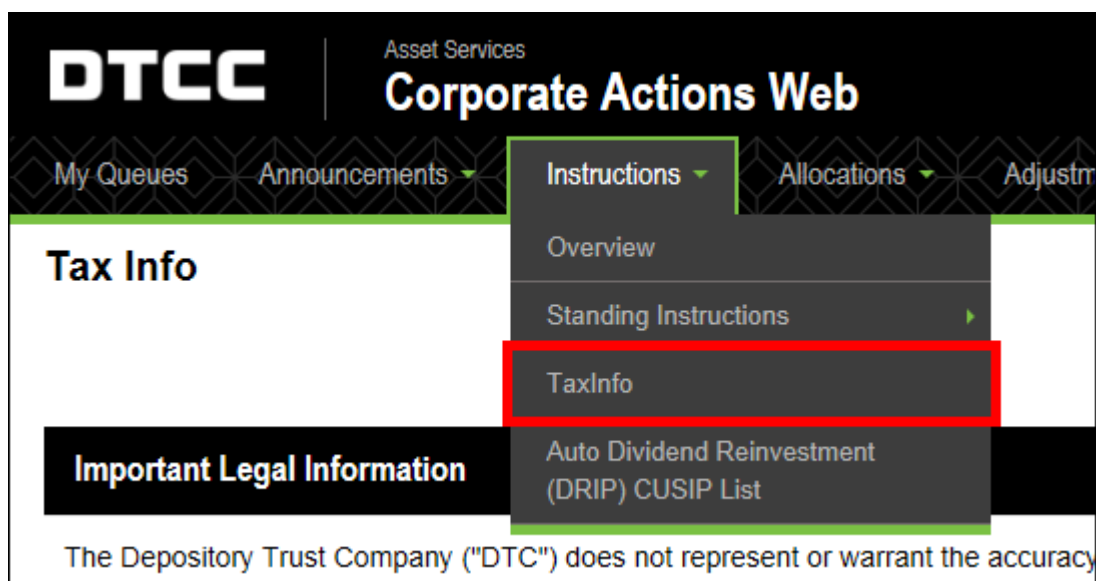 DTCC
Asset Services
Corporate Actions Web
My Queues Announcements Instructions Allocations
Tax Info
Overview
Standing Instructions
TaxInfo
Auto Dividend Reinvestment
(DRIP) CUSIP List
Important Legal Information
The Depository Trust Company ("DTC") does not represent or warrant the accuracy